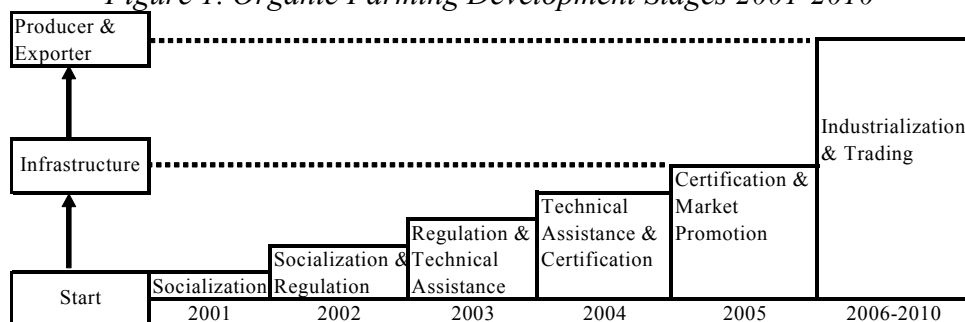 Figure 1. Organic Farming Development Stages 2001-2010
Producer &
Exporter
Industrialization
& Trading
Infrastructure
Certification &
Market
Promotion
Technical
Assistance &
Certification
Regulation &
Technical
Assistance
Socialization &
Regulation
Socialization
Start
2001
2002
2003
2004
2005
2006-2010